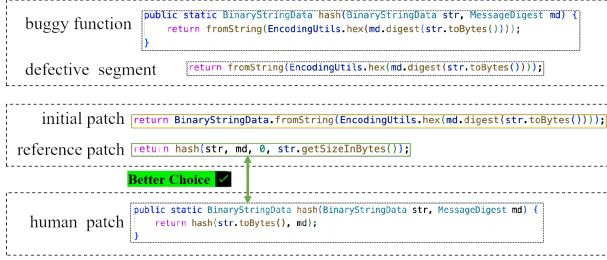 buggy function
public static BinaryStringData hash(BinaryStringData str, MessageDigest md) {
return fromString(EncodingUtils.hex(md.digest(str.toBytes())));
}
defective segment
return fromString(EncodingUtils.hex(md.digest(str.toBytes())));
initial patch
return BinaryStringData.fromString(EncodingUtils.hex(md.digest(str.toBytes())));
reference patch
return hash(str, md, 0, str.getSizeInBytes());
Better Choice ✓
human patch
public static BinaryStringData hash(BinaryStringData str, MessageDigest md) {
return hash(str.toBytes(), md);
}